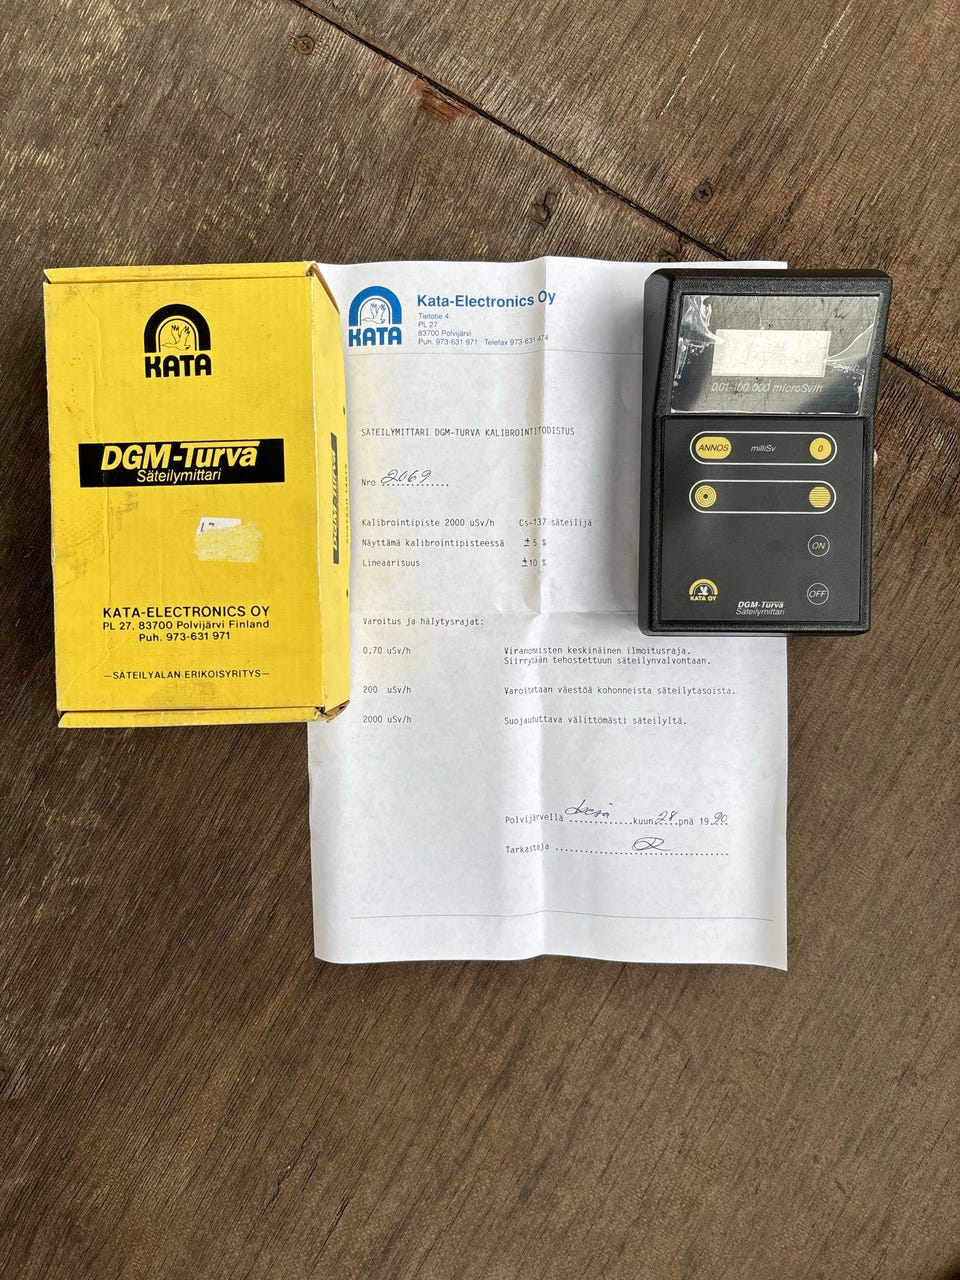 KATA
DGM-Turva
Säteilymittari
KATA-ELECTRONICS OY
PL 27, 83700 Polvijärvi Finland
Puh. 973-631 971
—SÄTEILYALAN ERIKOISYRITYS—
KATA
Kata-Electronics Oy
Tietotie 4
PL 27
83700 Polvijärvi
Puh. 973-631 971 Telefax 973-631 474
SÄTEILYMITTARI DGM-TURVA KALIBROINTITODISTUS
Nro 2069
Kalibrointipiste 2000 uSv/h Cs-137 säteilijä
Näyttämä kalibrointipisteessä ± 5 %
Lineaarisuus ±10 %
Varoitus ja hälytysrajat:
0.70 uSv/h Viranomaisten keskinäinen ilmoitusraja.
Siirrytään tehostettuun säteilynvalvontaan.
200 uSv/h Varoitetaan väestöä kohonneista säteilytasoista.
2000 uSv/h Suojauduttava välittömästi säteilyltä.
Polvijärvellä kesä kuun 28 pnä 1990
Tarkastaja
0,01-100 000 microSv/h
ANNOS milliSv 0
ON
OFF
KATA OY
DGM-Turva
Säteilymittari